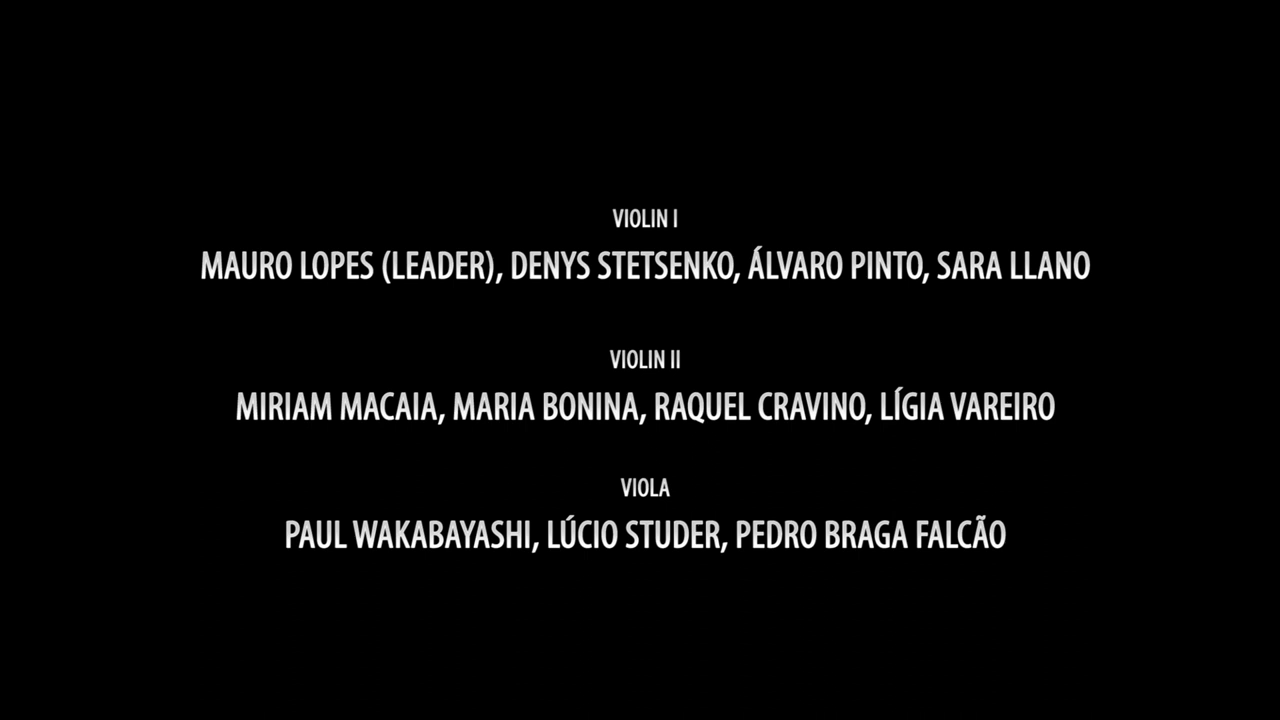 VIOLIN I
MAURO LOPES (LEADER), DENYS STETSENKO, ÁLVARO PINTO, SARA LLANO
VIOLIN II
MIRIAM MACAIA, MARIA BONINA, RAQUEL CRAVINO, LÍGIA VAREIRO
VIOLA
PAUL WAKABAYASHI, LÚCIO STUDER, PEDRO BRAGA FALCÃO